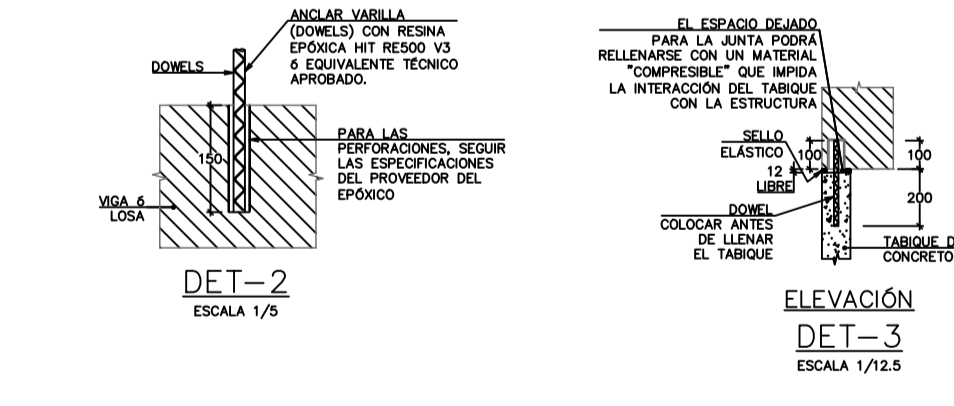 ANCLAR VARILLA
(DOWELS) CON RESINA
EPÓXICA HIT RE500 V3
ó EQUIVALENTE TÉCNICO
APROBADO.
DOWELS
150
PARA LAS
PERFORACIONES, SEGUIR
LAS ESPECIFICACIONES
DEL PROVEEDOR DEL
EPÓXICO
VIGA ó
LOSA
DET-2
ESCALA 1/5
EL ESPACIO DEJADO
PARA LA JUNTA PODRÁ
RELLENARSE CON UN MATERIAL
"COMPRESIBLE" QUE IMPIDA
LA INTERACCIÓN DEL TABIQUE
CON LA ESTRUCTURA
SELLO
ELÁSTICO
100
12
LIBRE
100
200
DOWEL
COLOCAR ANTES
DE LLENAR
EL TABIQUE
TABIQUE D
CONCRETO
ELEVACIÓN
DET-3
ESCALA 1/12.5